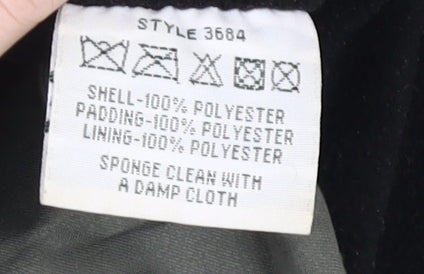 STYLE 3684
SHELL-100% POLYESTER
PADDING-100% POLYESTER
LINING-100% POLYESTER
SPONGE CLEAN WITH
A DAMP CLOTH